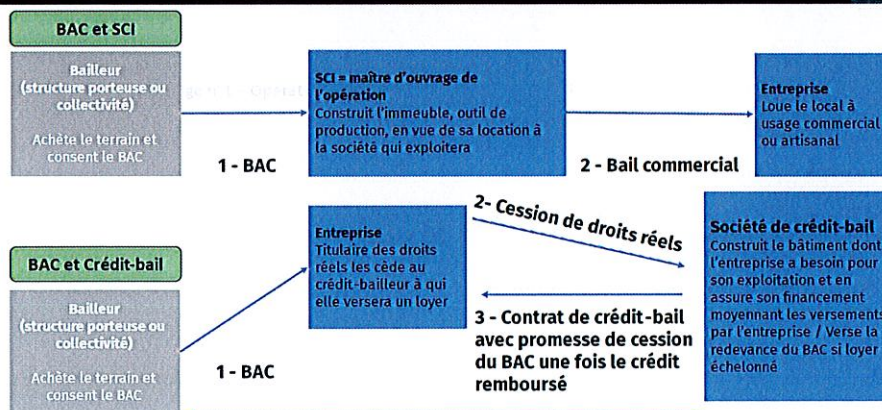 BAC et SCI
Bailleur
(structure porteuse ou
collectivité)
Achète le terrain et
consent le BAC
1 - BAC
SCI = maître d'ouvrage de
l'opération
Construit l'immeuble, outil de
production, en vue de sa location à
la société qui exploitera
2 - Bail commercial
Entreprise
Loue le local à
usage commercial
ou artisanal
BAC et Crédit-bail
Bailleur
(structure porteuse ou
collectivité)
Achète le terrain et
consent le BAC
1 - BAC
Entreprise
Titulaire des droits
réels les cède au
crédit-bailleur à qui
elle versera un loyer
2- Cession de droits réels
3 - Contrat de crédit-bail
avec promesse de cession
du BAC une fois le crédit
remboursé
Société de crédit-bail
Construit le bâtiment dont
l'entreprise a besoin pour
son exploitation et en
assure son financement
moyennant les versements
par l'entreprise / Verse la
redevance du BAC si loyer
échelonné